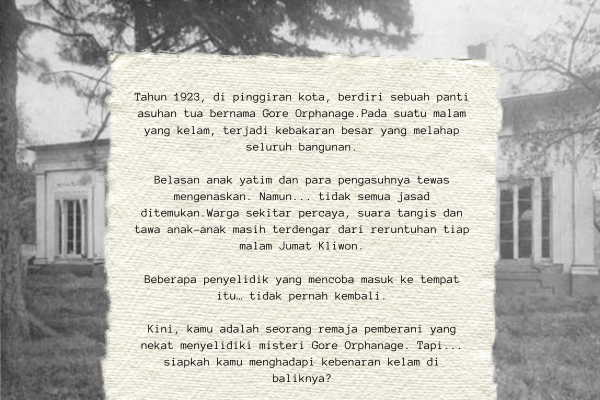 Tahun 1923, di pinggiran kota, berdiri sebuah panti
asuhan tua bernama Gore Orphanage.Pada suatu malam
yang kelam, terjadi kebakaran besar yang melahap
seluruh bangunan.
Belasan anak yatim dan para pengasuhnya tewas
mengenaskan. Namun... tidak semua jasad
ditemukan.Warga sekitar percaya, suara tangis dan
tawa anak-anak masih terdengar dari reruntuhan tiap
malam Jumat Kliwon.
Beberapa penyelidik yang mencoba masuk ke tempat
itu… tidak pernah kembali.
Kini, kamu adalah seorang remaja pemberani yang
nekat menyelidiki misteri Gore Orphanage. Tapi...
siapkah kamu menghadapi kebenaran kelam di
baliknya?